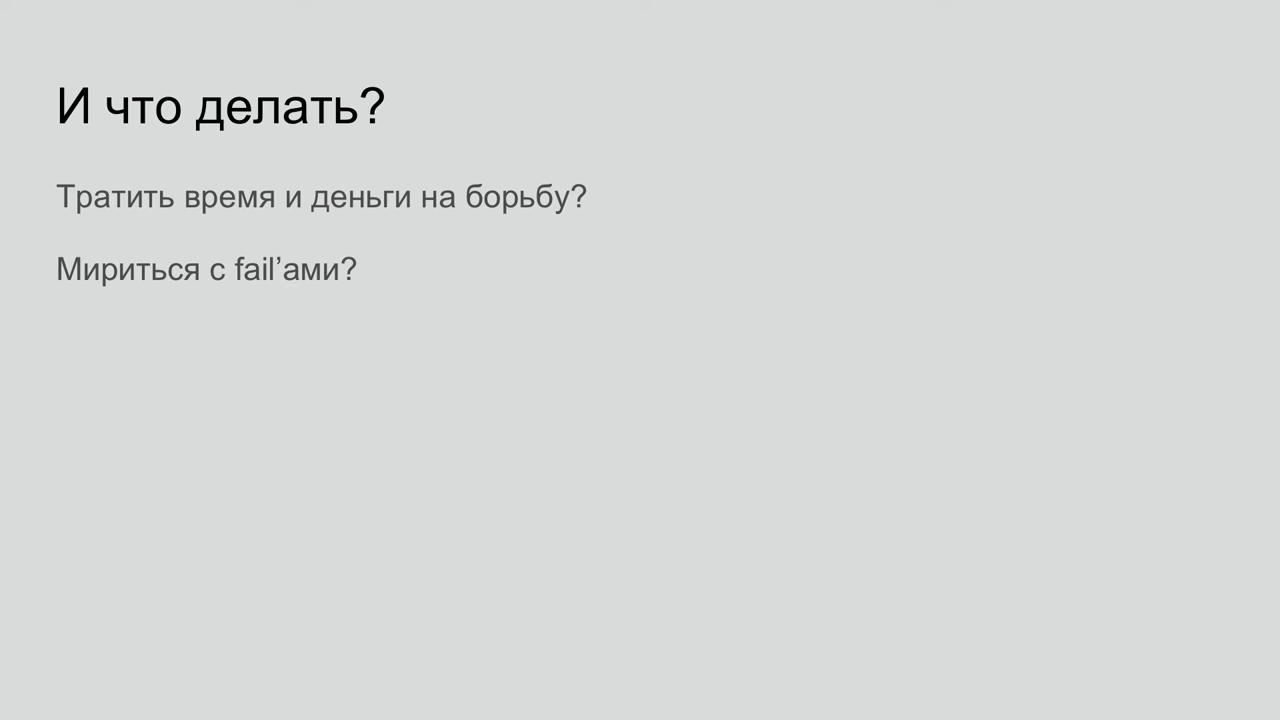 И что делать?
Тратить время и деньги на борьбу?
Мириться с fail’ами?